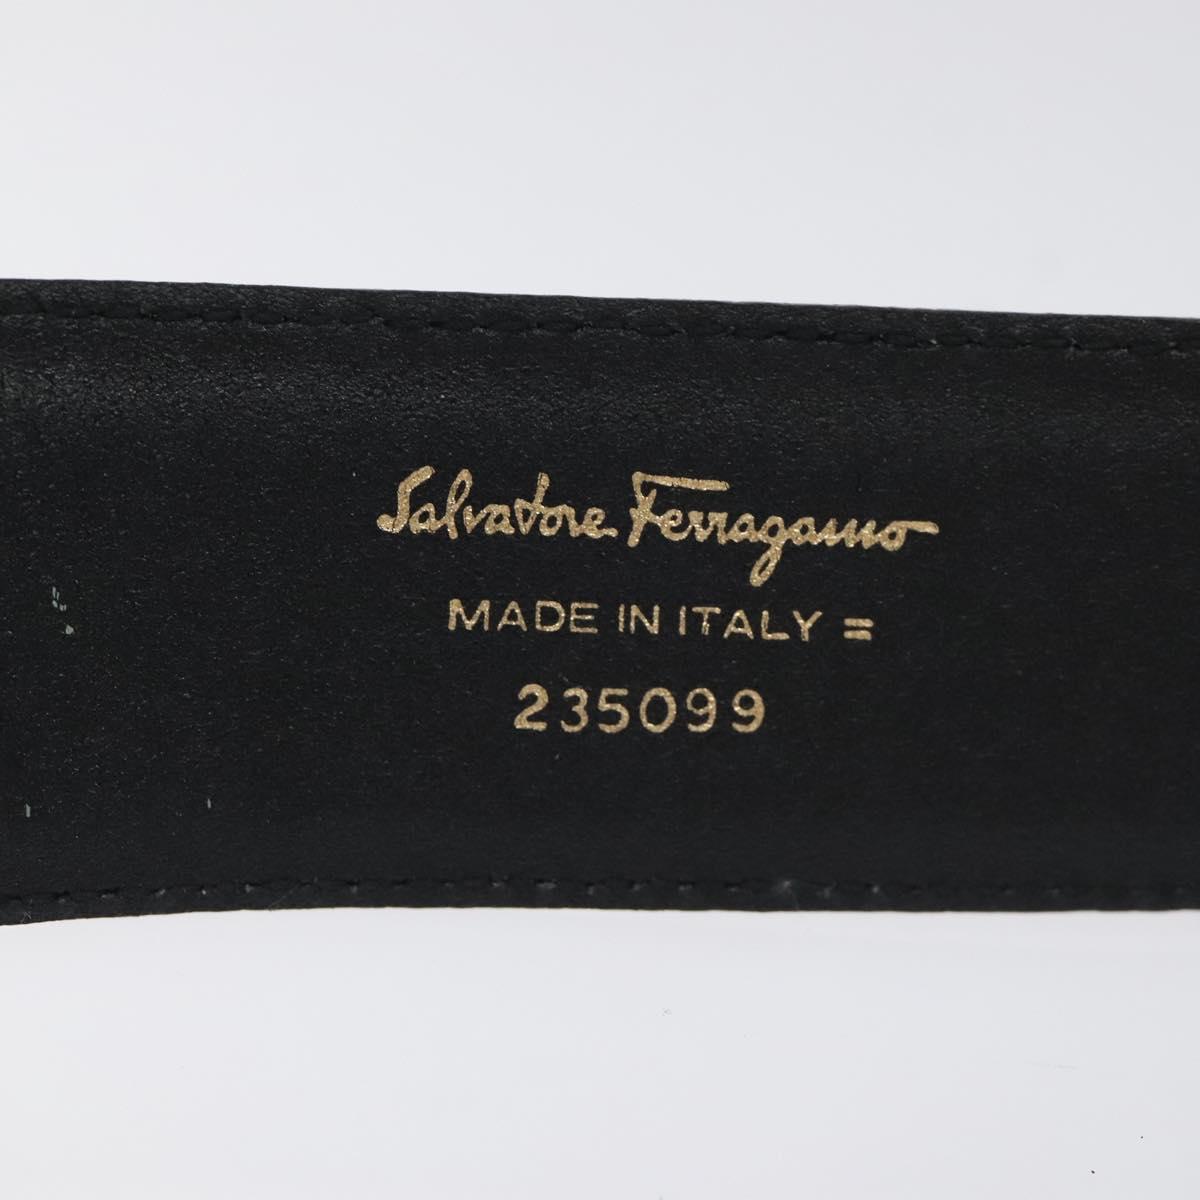 Salvatore Ferragamo
MADE IN ITALY =
235099